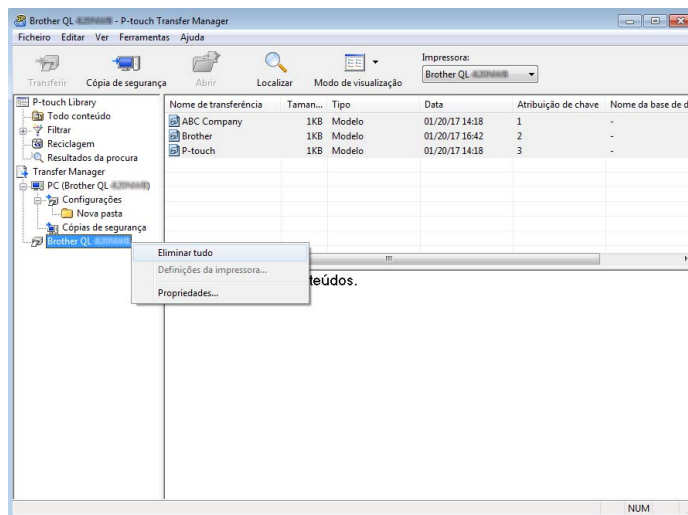 Brother QL - P-touch Transfer Manager
Ficheiro Editar Ver Ferramentas Ajuda
Transferir Cópia de segurança Abrir Localizar Modo de visualização
Impressora:
Brother QL
P-touch Library
Todo conteúdo
Filtrar
Reciclagem
Resultados da procura
Transfer Manager
PC (Brother QL )
Configurações
Nova pasta
Cópias de segurança
Brother QL
Nome de transferência Taman... Tipo Data Atribuição de chave Nome da base de d
ABC Company 1KB Modelo 01/20/17 14:18 1 -
Brother 1KB Modelo 01/20/17 16:42 2 -
P-touch 1KB Modelo 01/20/17 14:18 3 -
Eliminar tudo
Definições da impressora...
Propriedades...
teúdos.
NUM